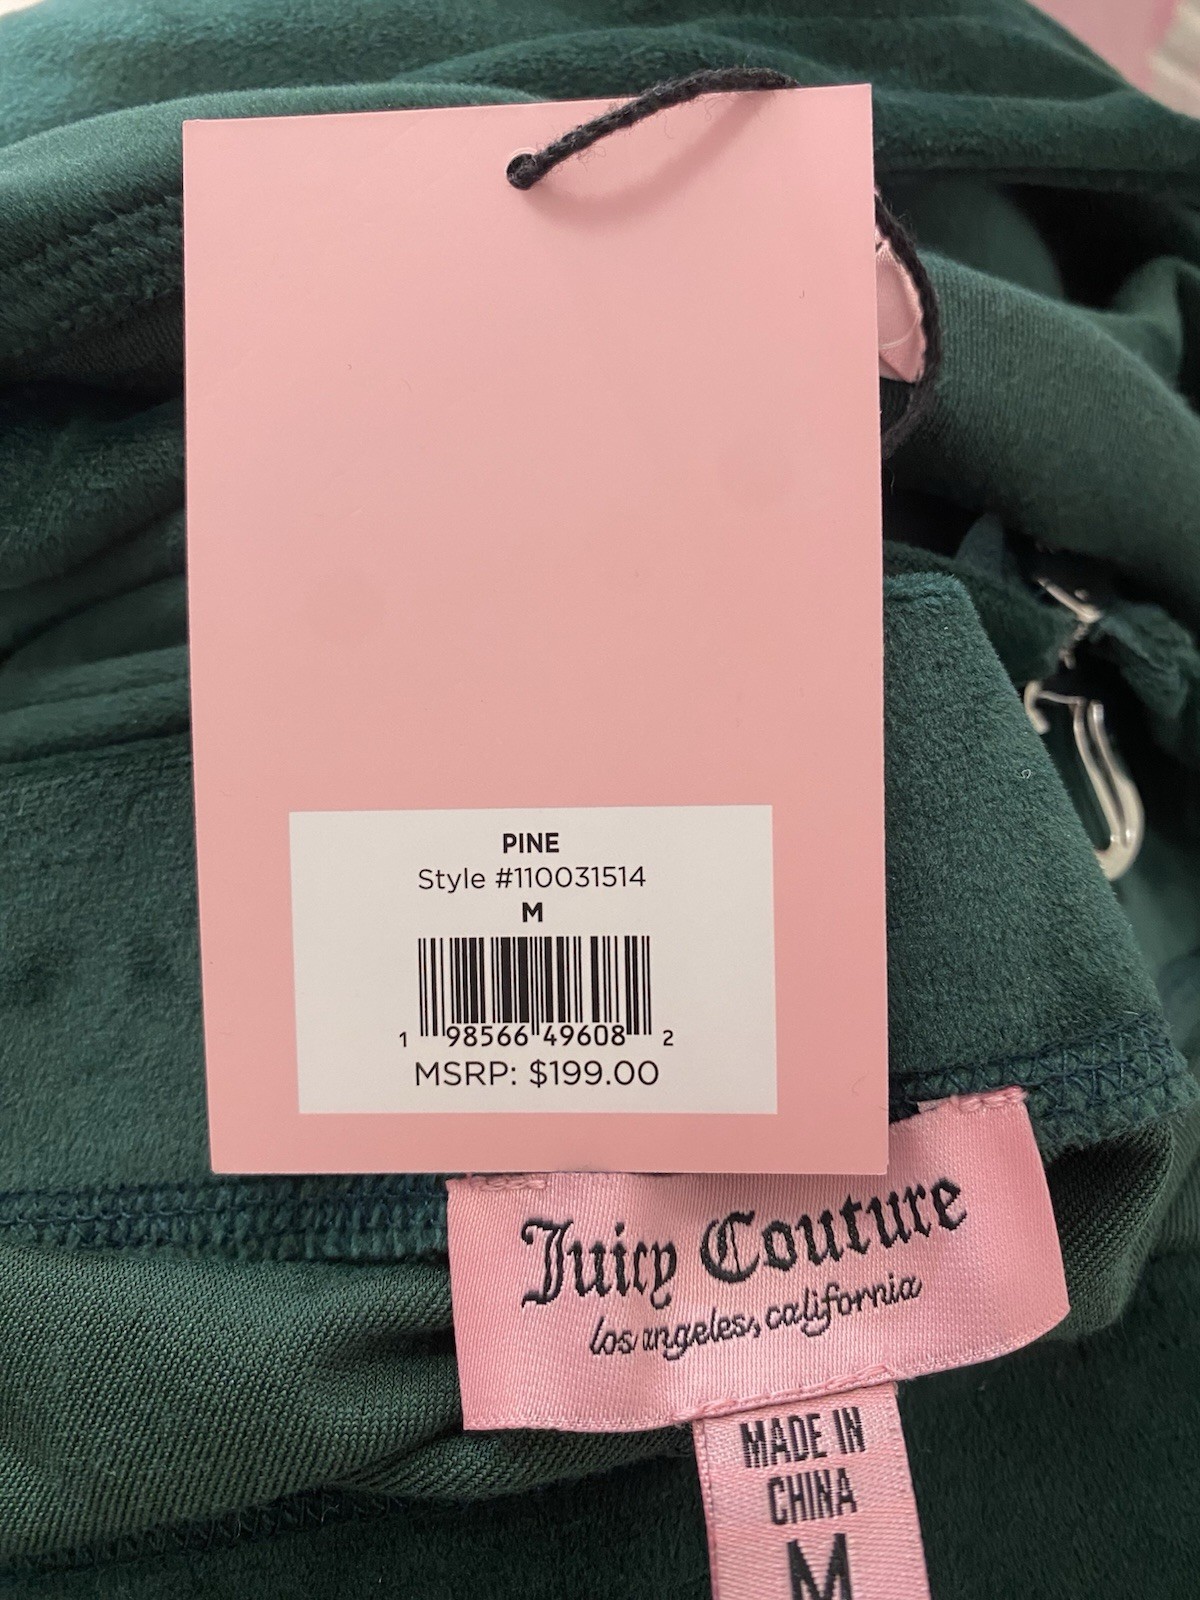 PINE
Style #110031514
M
1 98566 49608 2
MSRP: $199.00
Juicy Couture
los angeles, california
MADE IN
CHINA
M